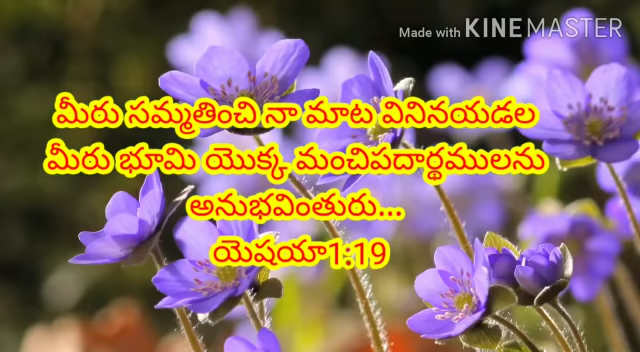 Made with KINEMASTER
మీరు సమ్మతించి నా మాట వినినయడల
మీరు భూమి యొక్క మంచిపదార్థములను
అనుభవింతురు...
యెషయా1:19